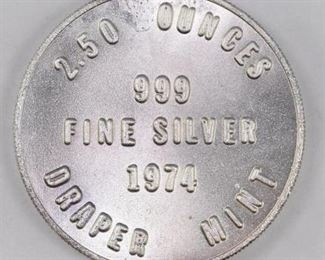 2.50 OUNCES
999
FINE SILVER
1974
DRAPER MINT